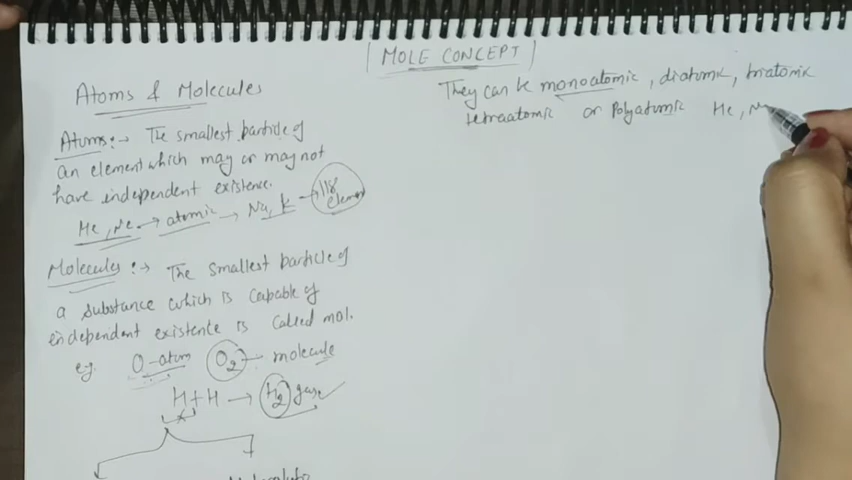 MOLE CONCEPT
Atoms & Molecules
Atoms:- The smallest particle of
an element which may or may not
have independent existence.
He, Ne → atomic → Na, K → 118 element
Molecules :→ The smallest particle of
a substance which is capable of
independent existence is called mol.
eg. O-atom O2 molecule
H + H → H2 gas
They can be monoatomic, diatomic, triatomic
tetraatomic or Polyatomic He,